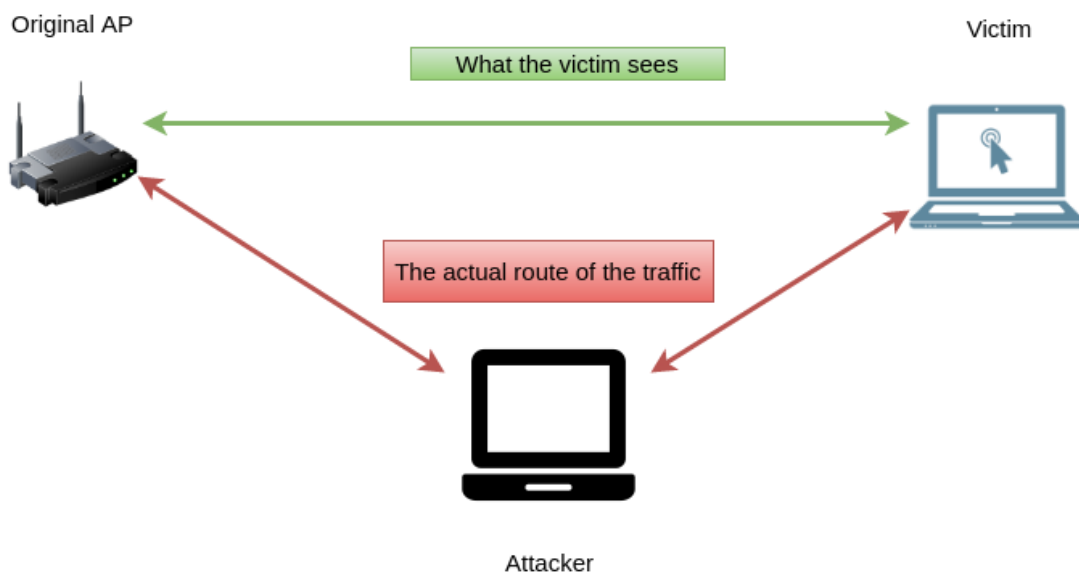 Original AP
Victim
What the victim sees
The actual route of the traffic
Attacker